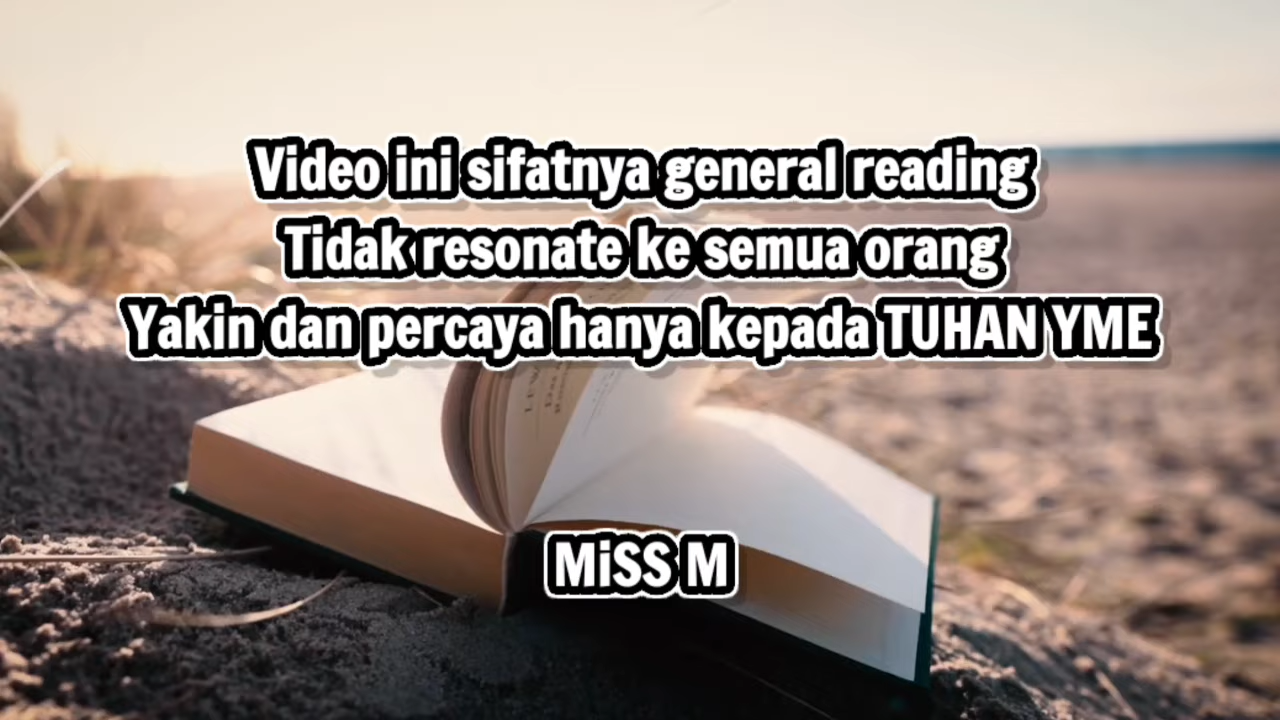 Video ini sifatnya general reading
Tidak resonate ke semua orang
Yakin dan percaya hanya kepada TUHAN YME
MiSS M